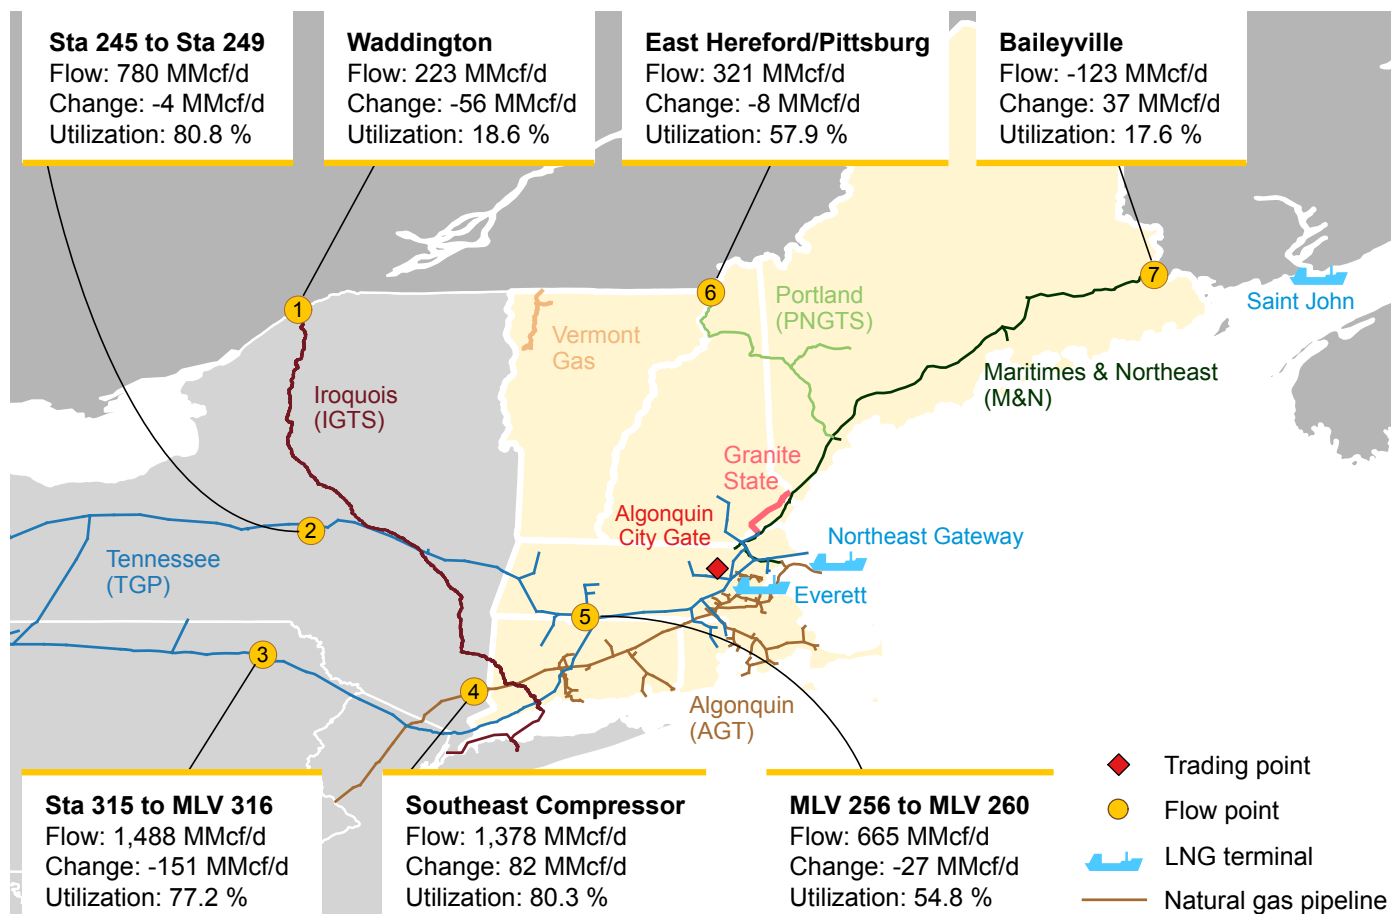 Sta 245 to Sta 249
Flow: 780 MMcf/d
Change: -4 MMcf/d
Utilization: 80.8 %
Waddington
Flow: 223 MMcf/d
Change: -56 MMcf/d
Utilization: 18.6 %
East Hereford/Pittsburg
Flow: 321 MMcf/d
Change: -8 MMcf/d
Utilization: 57.9 %
Baileyville
Flow: -123 MMcf/d
Change: 37 MMcf/d
Utilization: 17.6 %
1
6
7
Portland
(PNGTS)
Saint John
Vermont
Gas
Maritimes & Northeast
(M&N)
Iroquois
(IGTS)
Granite
State
Algonquin
City Gate
2
Northeast Gateway
Tennessee
(TGP)
Everett
5
3
4
Algonquin
(AGT)
Sta 315 to MLV 316
Flow: 1,488 MMcf/d
Change: -151 MMcf/d
Utilization: 77.2 %
Southeast Compressor
Flow: 1,378 MMcf/d
Change: 82 MMcf/d
Utilization: 80.3 %
MLV 256 to MLV 260
Flow: 665 MMcf/d
Change: -27 MMcf/d
Utilization: 54.8 %
Trading point
Flow point
LNG terminal
Natural gas pipeline